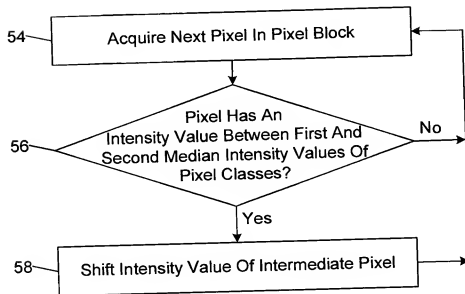 54
Acquire Next Pixel In Pixel Block
56
Pixel Has An
Intensity Value Between First And
Second Median Intensity Values Of
Pixel Classes?
No
Yes
58
Shift Intensity Value Of Intermediate Pixel